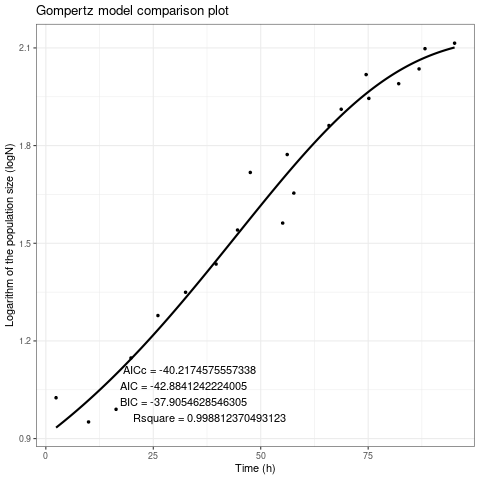 Gompertz model comparison plot
Logarithm of the population size (logN)
2.1
1.8
1.5
1.2
0.9
AICc = -40.2174575557338
AIC = -42.8841242224005
BIC = -37.9054628546305
Rsquare = 0.998812370493123
0 25 50 75
Time (h)